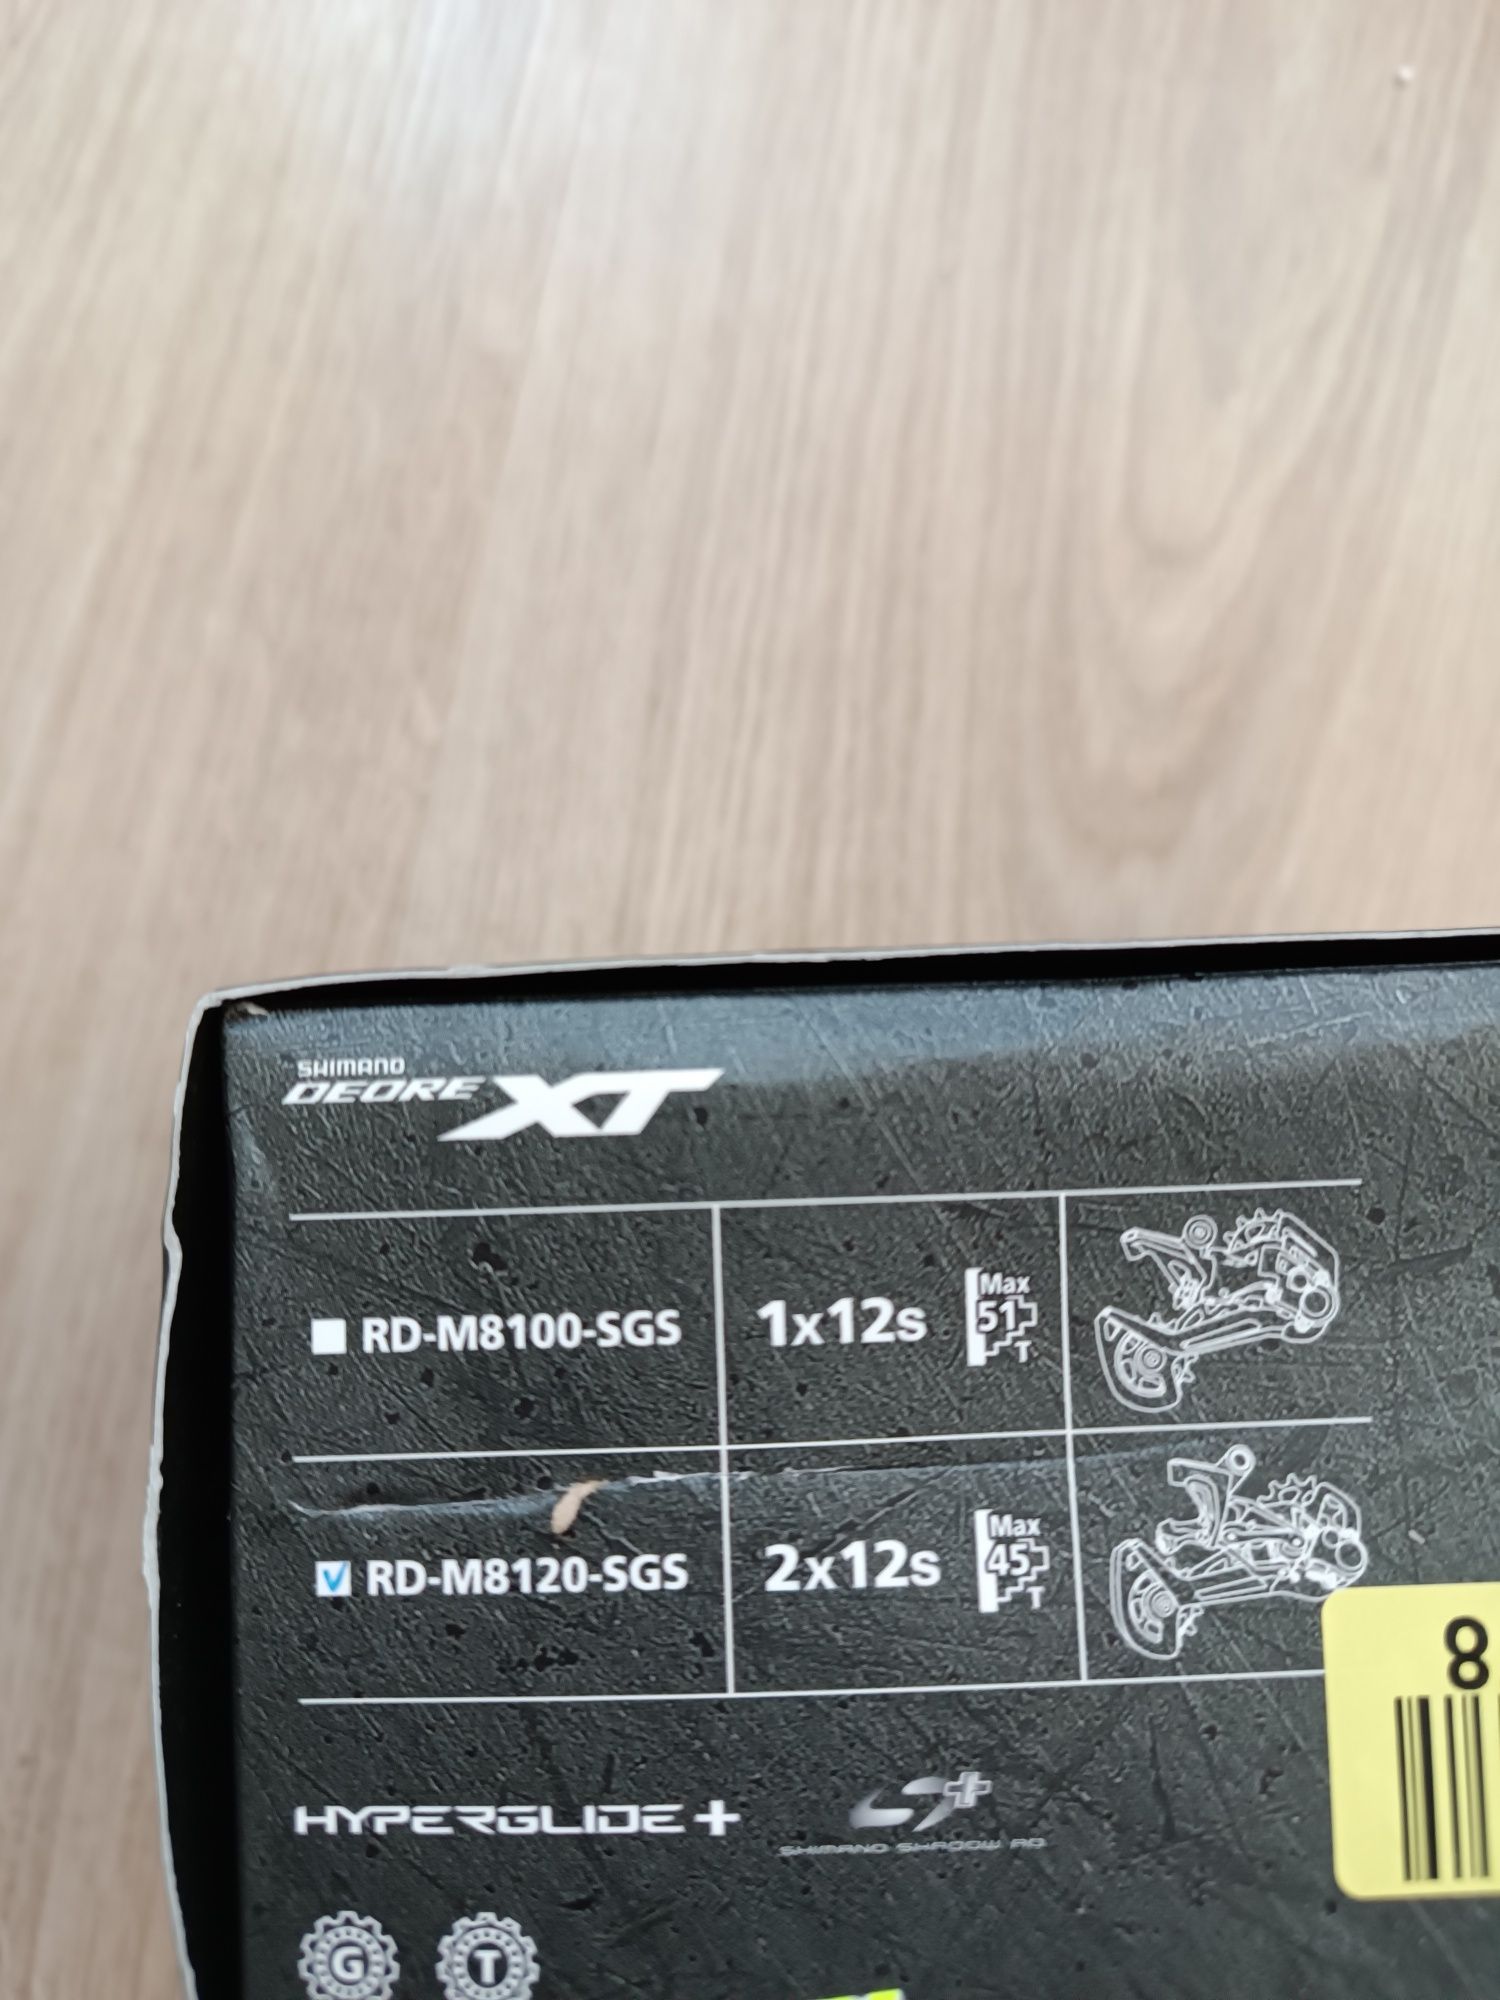 SHIMANO
DEORE XT
RD-M8100-SGS 1x12s Max 51 T
RD-M8120-SGS 2x12s Max 45 T
HYPERGLIDE+ S+
SHIMANO SHADOW RD
G T
8